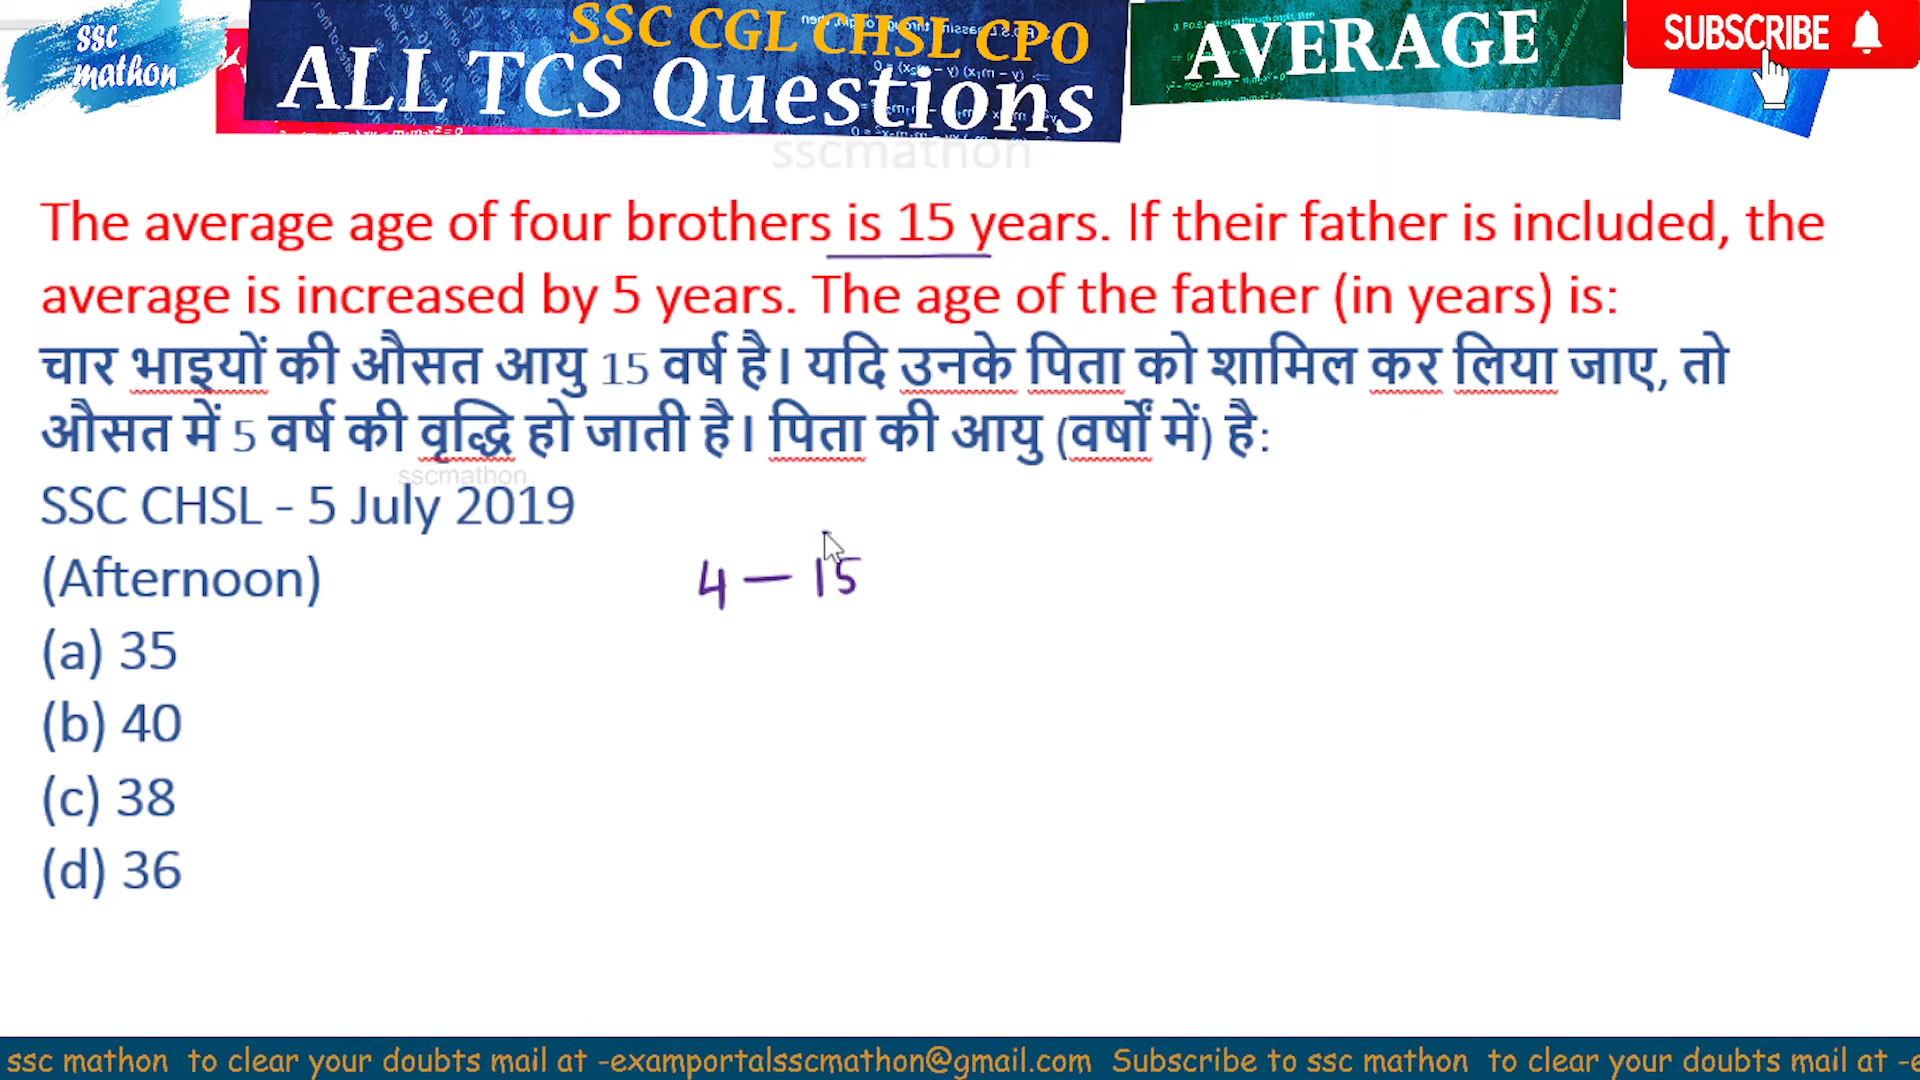 ssc mathon
SSC CGL CHSL CPO
ALL TCS Questions
AVERAGE
SUBSCRIBE
sscmathon
The average age of four brothers is 15 years. If their father is included, the
average is increased by 5 years. The age of the father (in years) is:
चार भाइयों की औसत आयु 15 वर्ष है। यदि उनके पिता को शामिल कर लिया जाए, तो
औसत में 5 वर्ष की वृद्धि हो जाती है। पिता की आयु (वर्षों में) है:
sscmathon
SSC CHSL - 5 July 2019
(Afternoon)
4 — 15
(a) 35
(b) 40
(c) 38
(d) 36
ssc mathon to clear your doubts mail at -examportalsscmathon@gmail.com Subscribe to ssc mathon to clear your doubts mail at -e